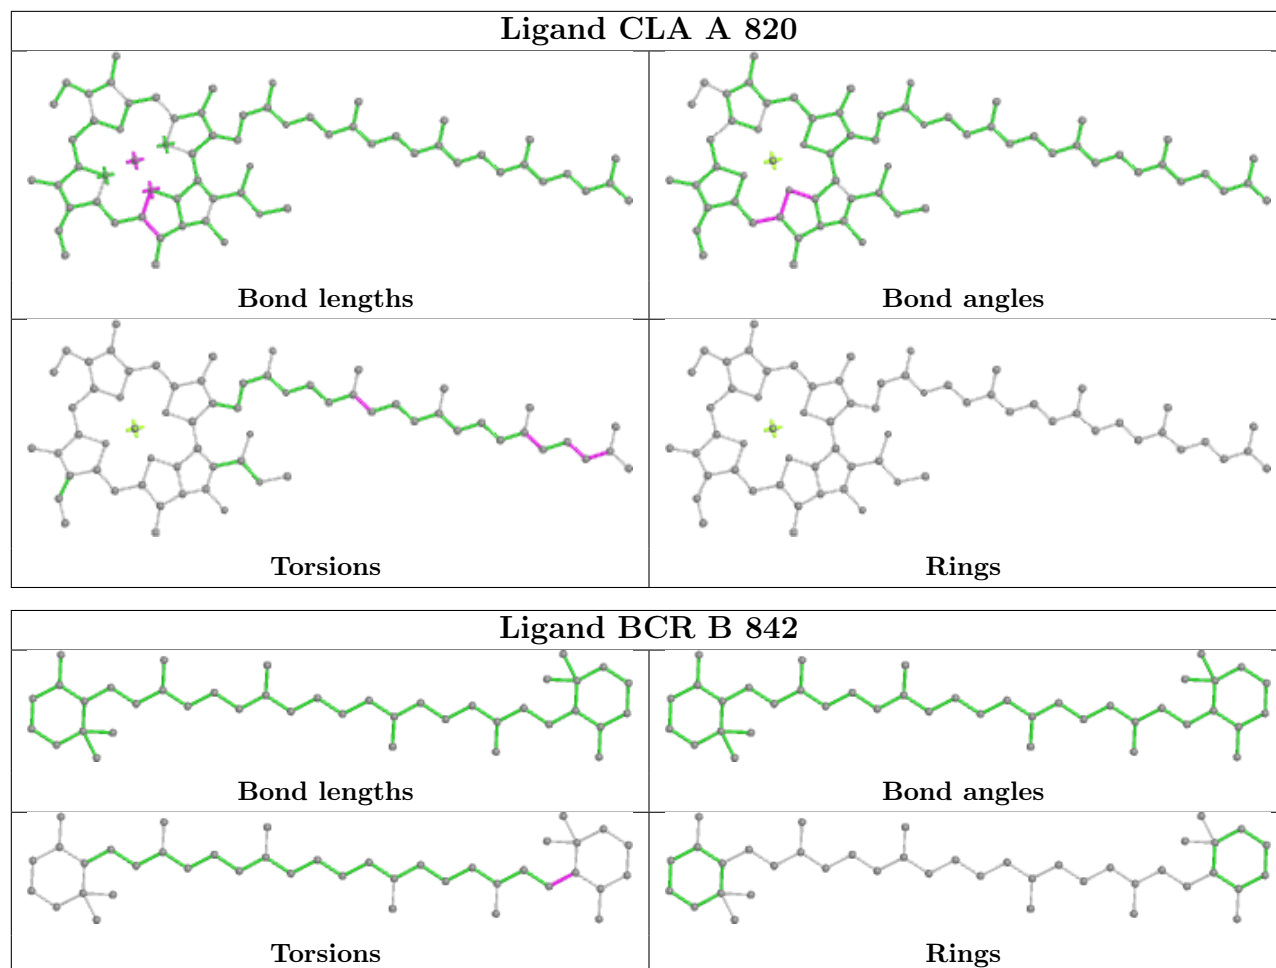 Ligand CLA A 820
Bond lengths
Bond angles
Torsions
Rings
Ligand BCR B 842
Bond lengths
Bond angles
Torsions
Rings